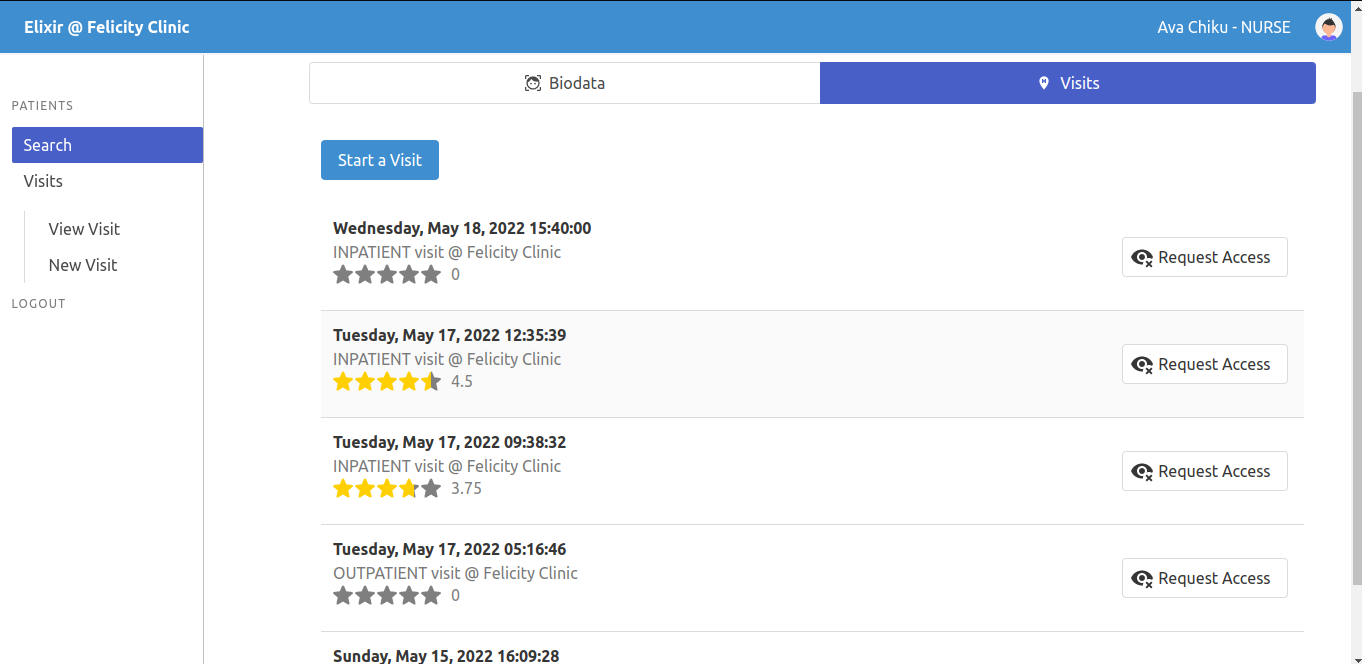 Elixir @ Felicity Clinic
Ava Chiku - NURSE
PATIENTS
Search
Visits
View Visit
New Visit
LOGOUT
Biodata
Visits
Start a Visit
Wednesday, May 18, 2022 15:40:00
INPATIENT visit @ Felicity Clinic
0
Request Access
Tuesday, May 17, 2022 12:35:39
INPATIENT visit @ Felicity Clinic
4.5
Request Access
Tuesday, May 17, 2022 09:38:32
INPATIENT visit @ Felicity Clinic
3.75
Request Access
Tuesday, May 17, 2022 05:16:46
OUTPATIENT visit @ Felicity Clinic
0
Request Access
Sunday, May 15, 2022 16:09:28